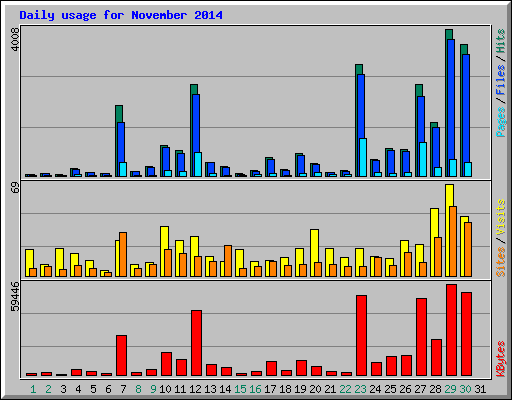 Daily usage for November 2014
4008
Pages / Files / Hits
69
Sites / Visits
59446
KBytes
1 2 3 4 5 6 7 8 9 10 11 12 13 14 15 16 17 18 19 20 21 22 23 24 25 26 27 28 29 30 31